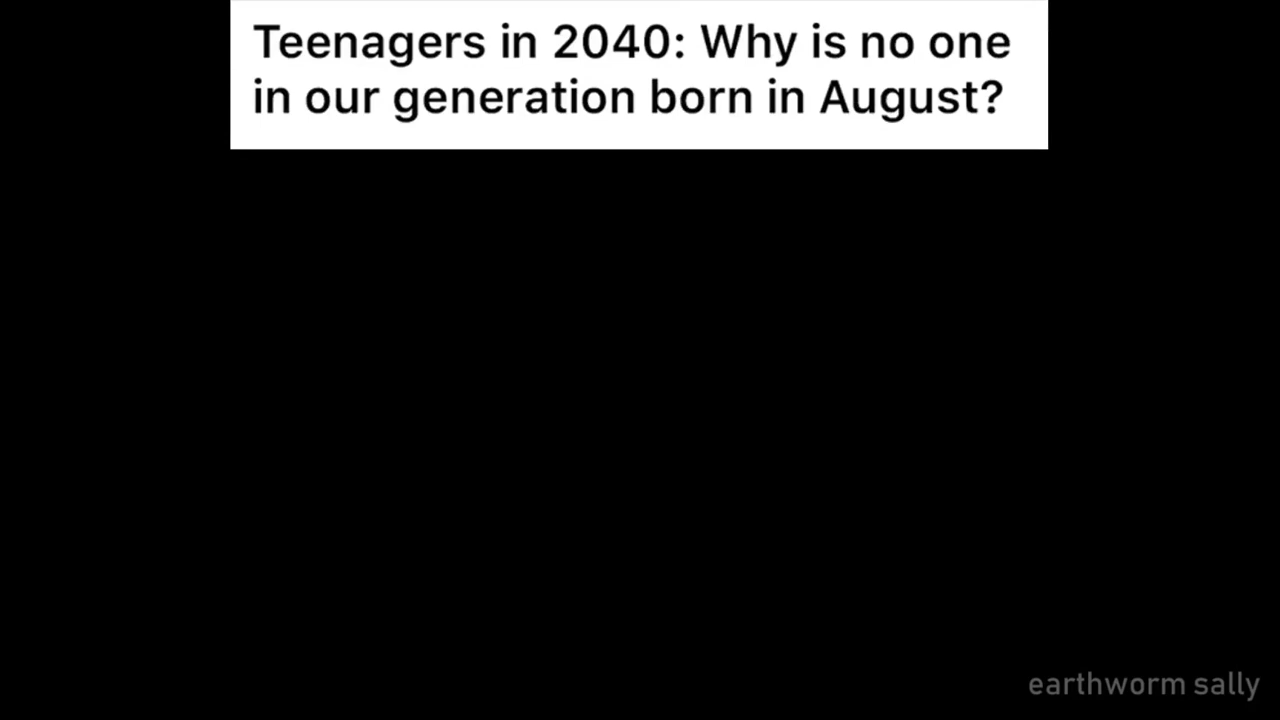 Teenagers in 2040: Why is no one
in our generation born in August?
earthworm sally